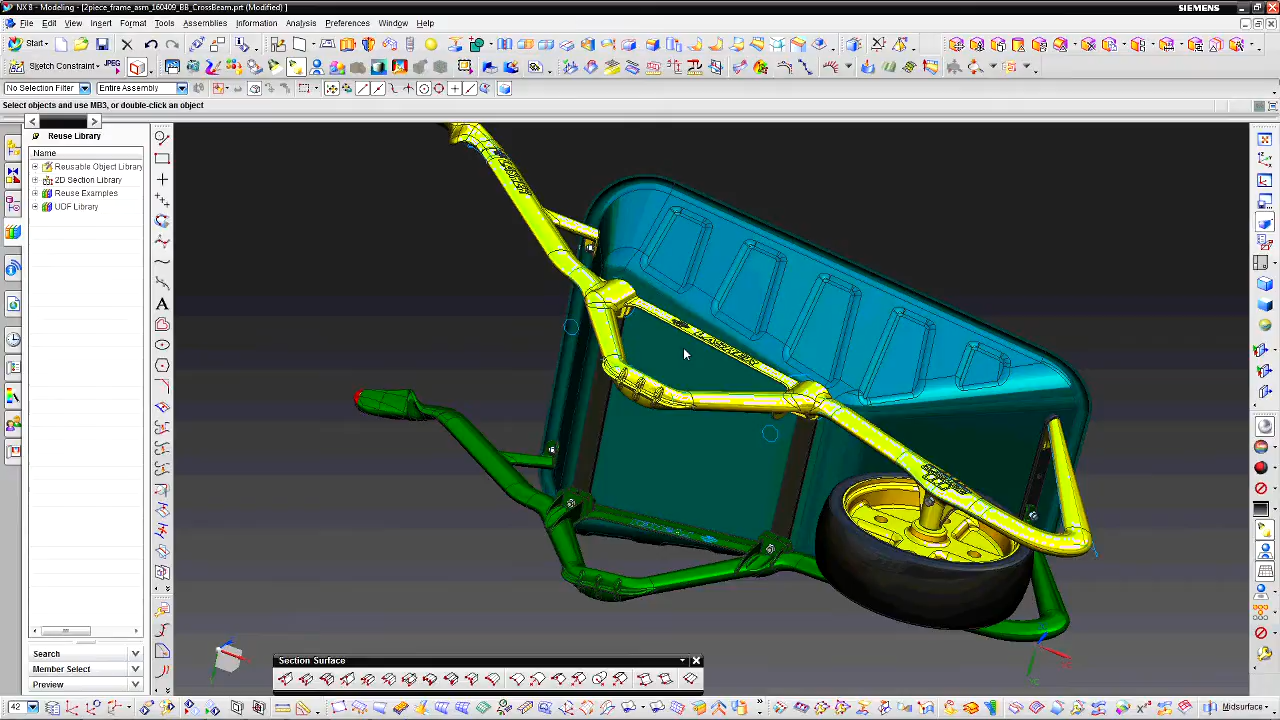 NX 8 - Modeling - [2piece_frame_asm_160409_BB_CrossBeam.prt (Modified) ]
SIEMENS
File Edit View Insert Format Tools Assemblies Information Analysis Preferences Window Help
Sketch Constraint
JPEG
No Selection Filter Entire Assembly
Select objects and use MB3, or double-click an object
Reuse Library
Name
Reusable Object Library
2D Section Library
Reuse Examples
UDF Library
A
Search
Member Select
Preview
Section Surface
42
Midsurface